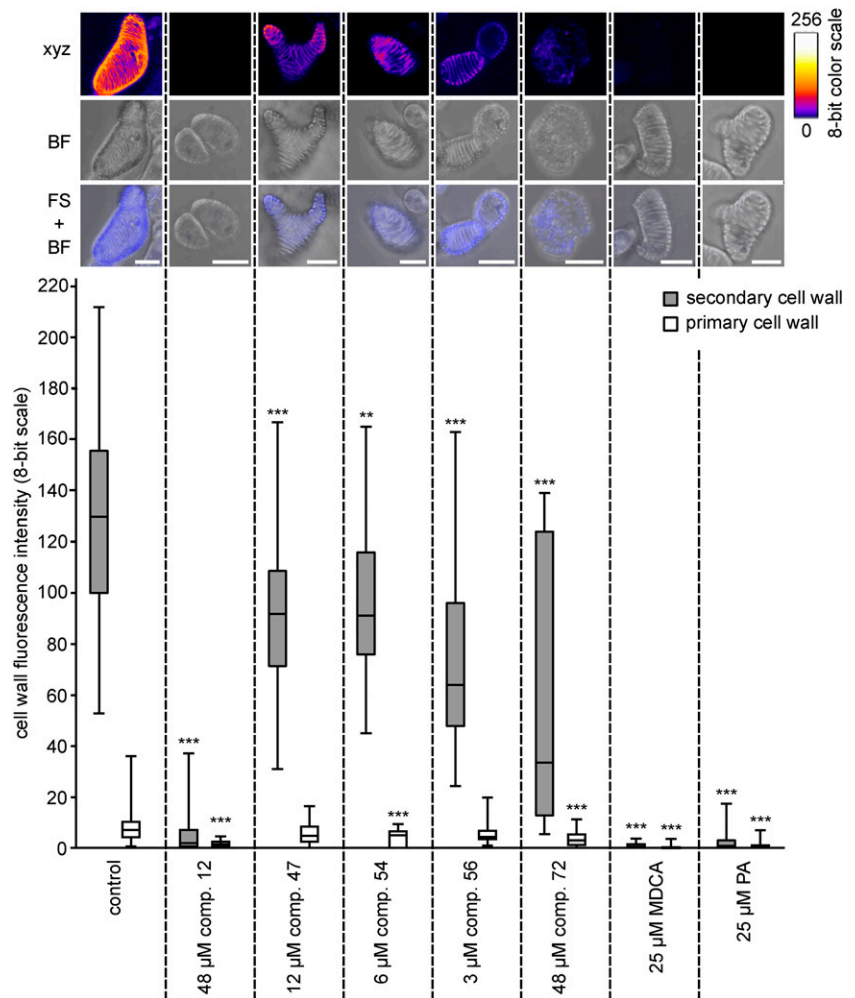 xyz
256
0
8-bit color scale
BF
FS
+
BF
secondary cell wall
primary cell wall
cell wall fluorescence intensity (8-bit scale)
220
200
180
160
140
120
100
80
60
40
20
0
***
***
***
**
***
***
***
***
***
***
***
***
control
48 µM comp. 12
12 µM comp. 47
6 µM comp. 54
3 µM comp. 56
48 µM comp. 72
25 µM MDCA
25 µM PA